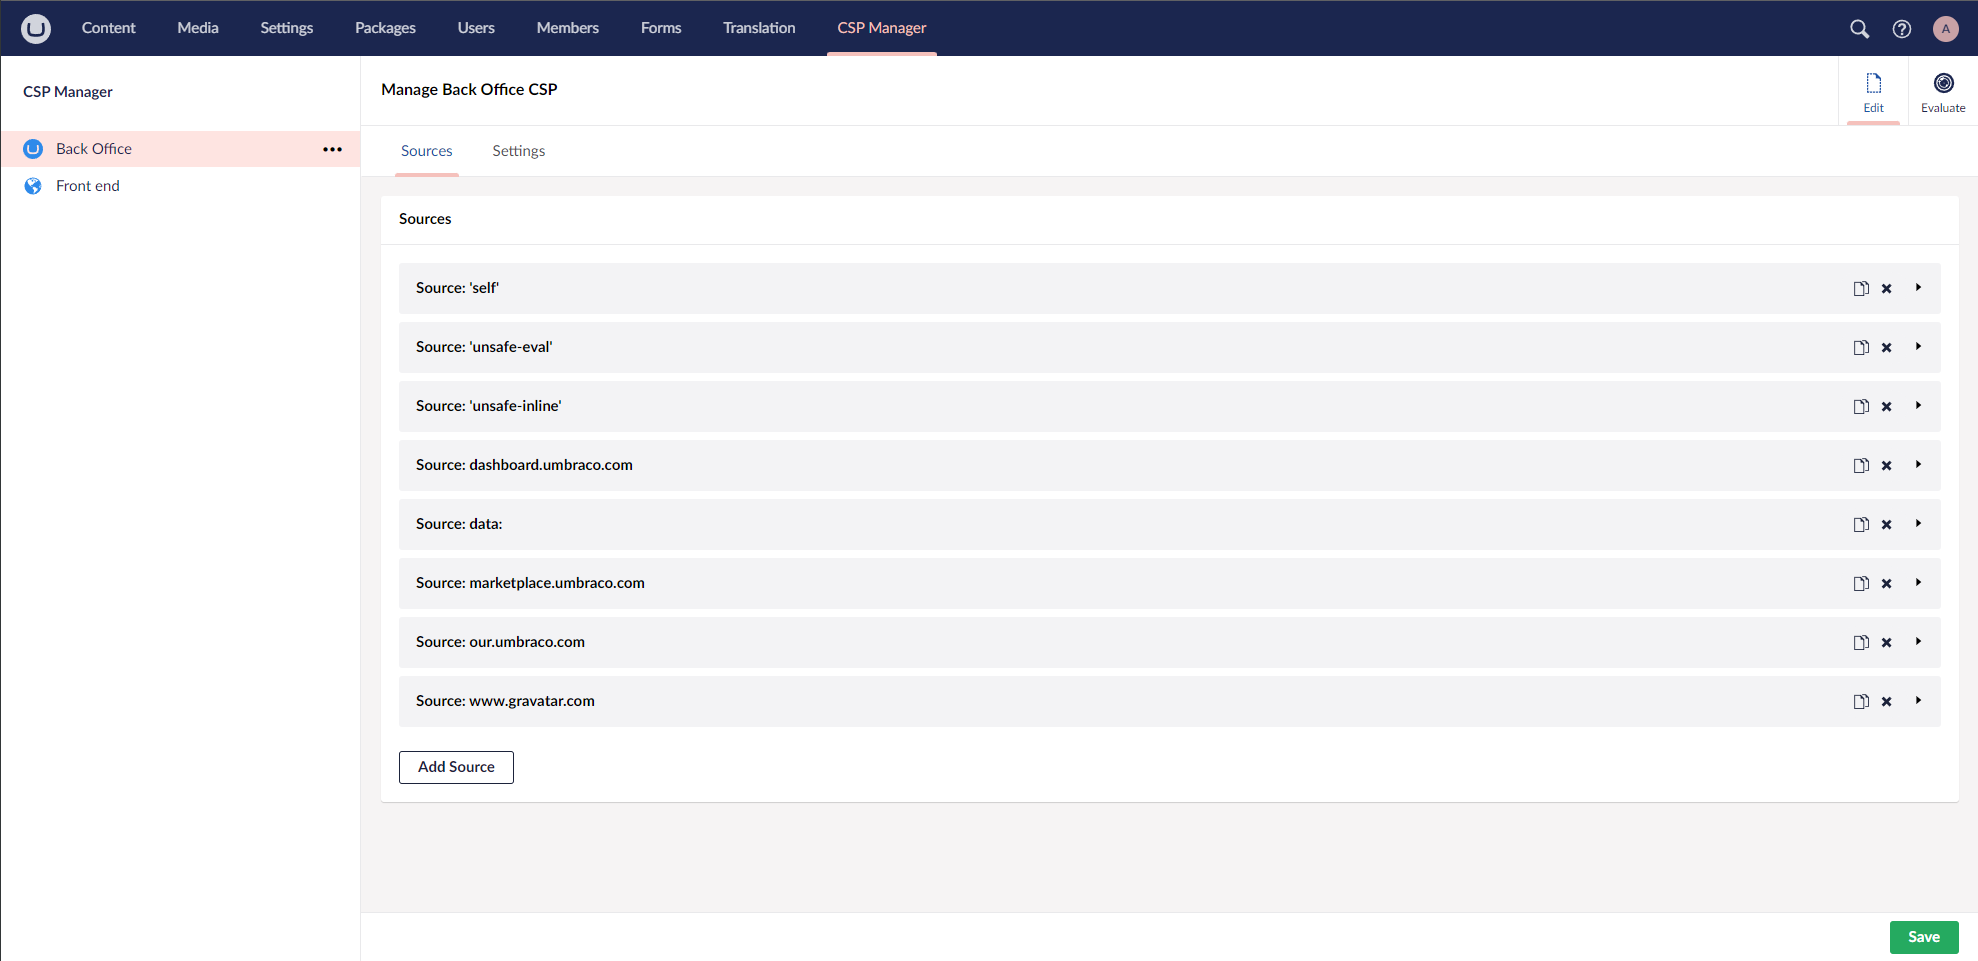 Content Media Settings Packages Users Members Forms Translation CSP Manager A
CSP Manager
Back Office
Front end
Manage Back Office CSP
Edit
Evaluate
Sources Settings
Sources
Source: 'self'
Source: 'unsafe-eval'
Source: 'unsafe-inline'
Source: dashboard.umbraco.com
Source: data:
Source: marketplace.umbraco.com
Source: our.umbraco.com
Source: www.gravatar.com
Add Source
Save